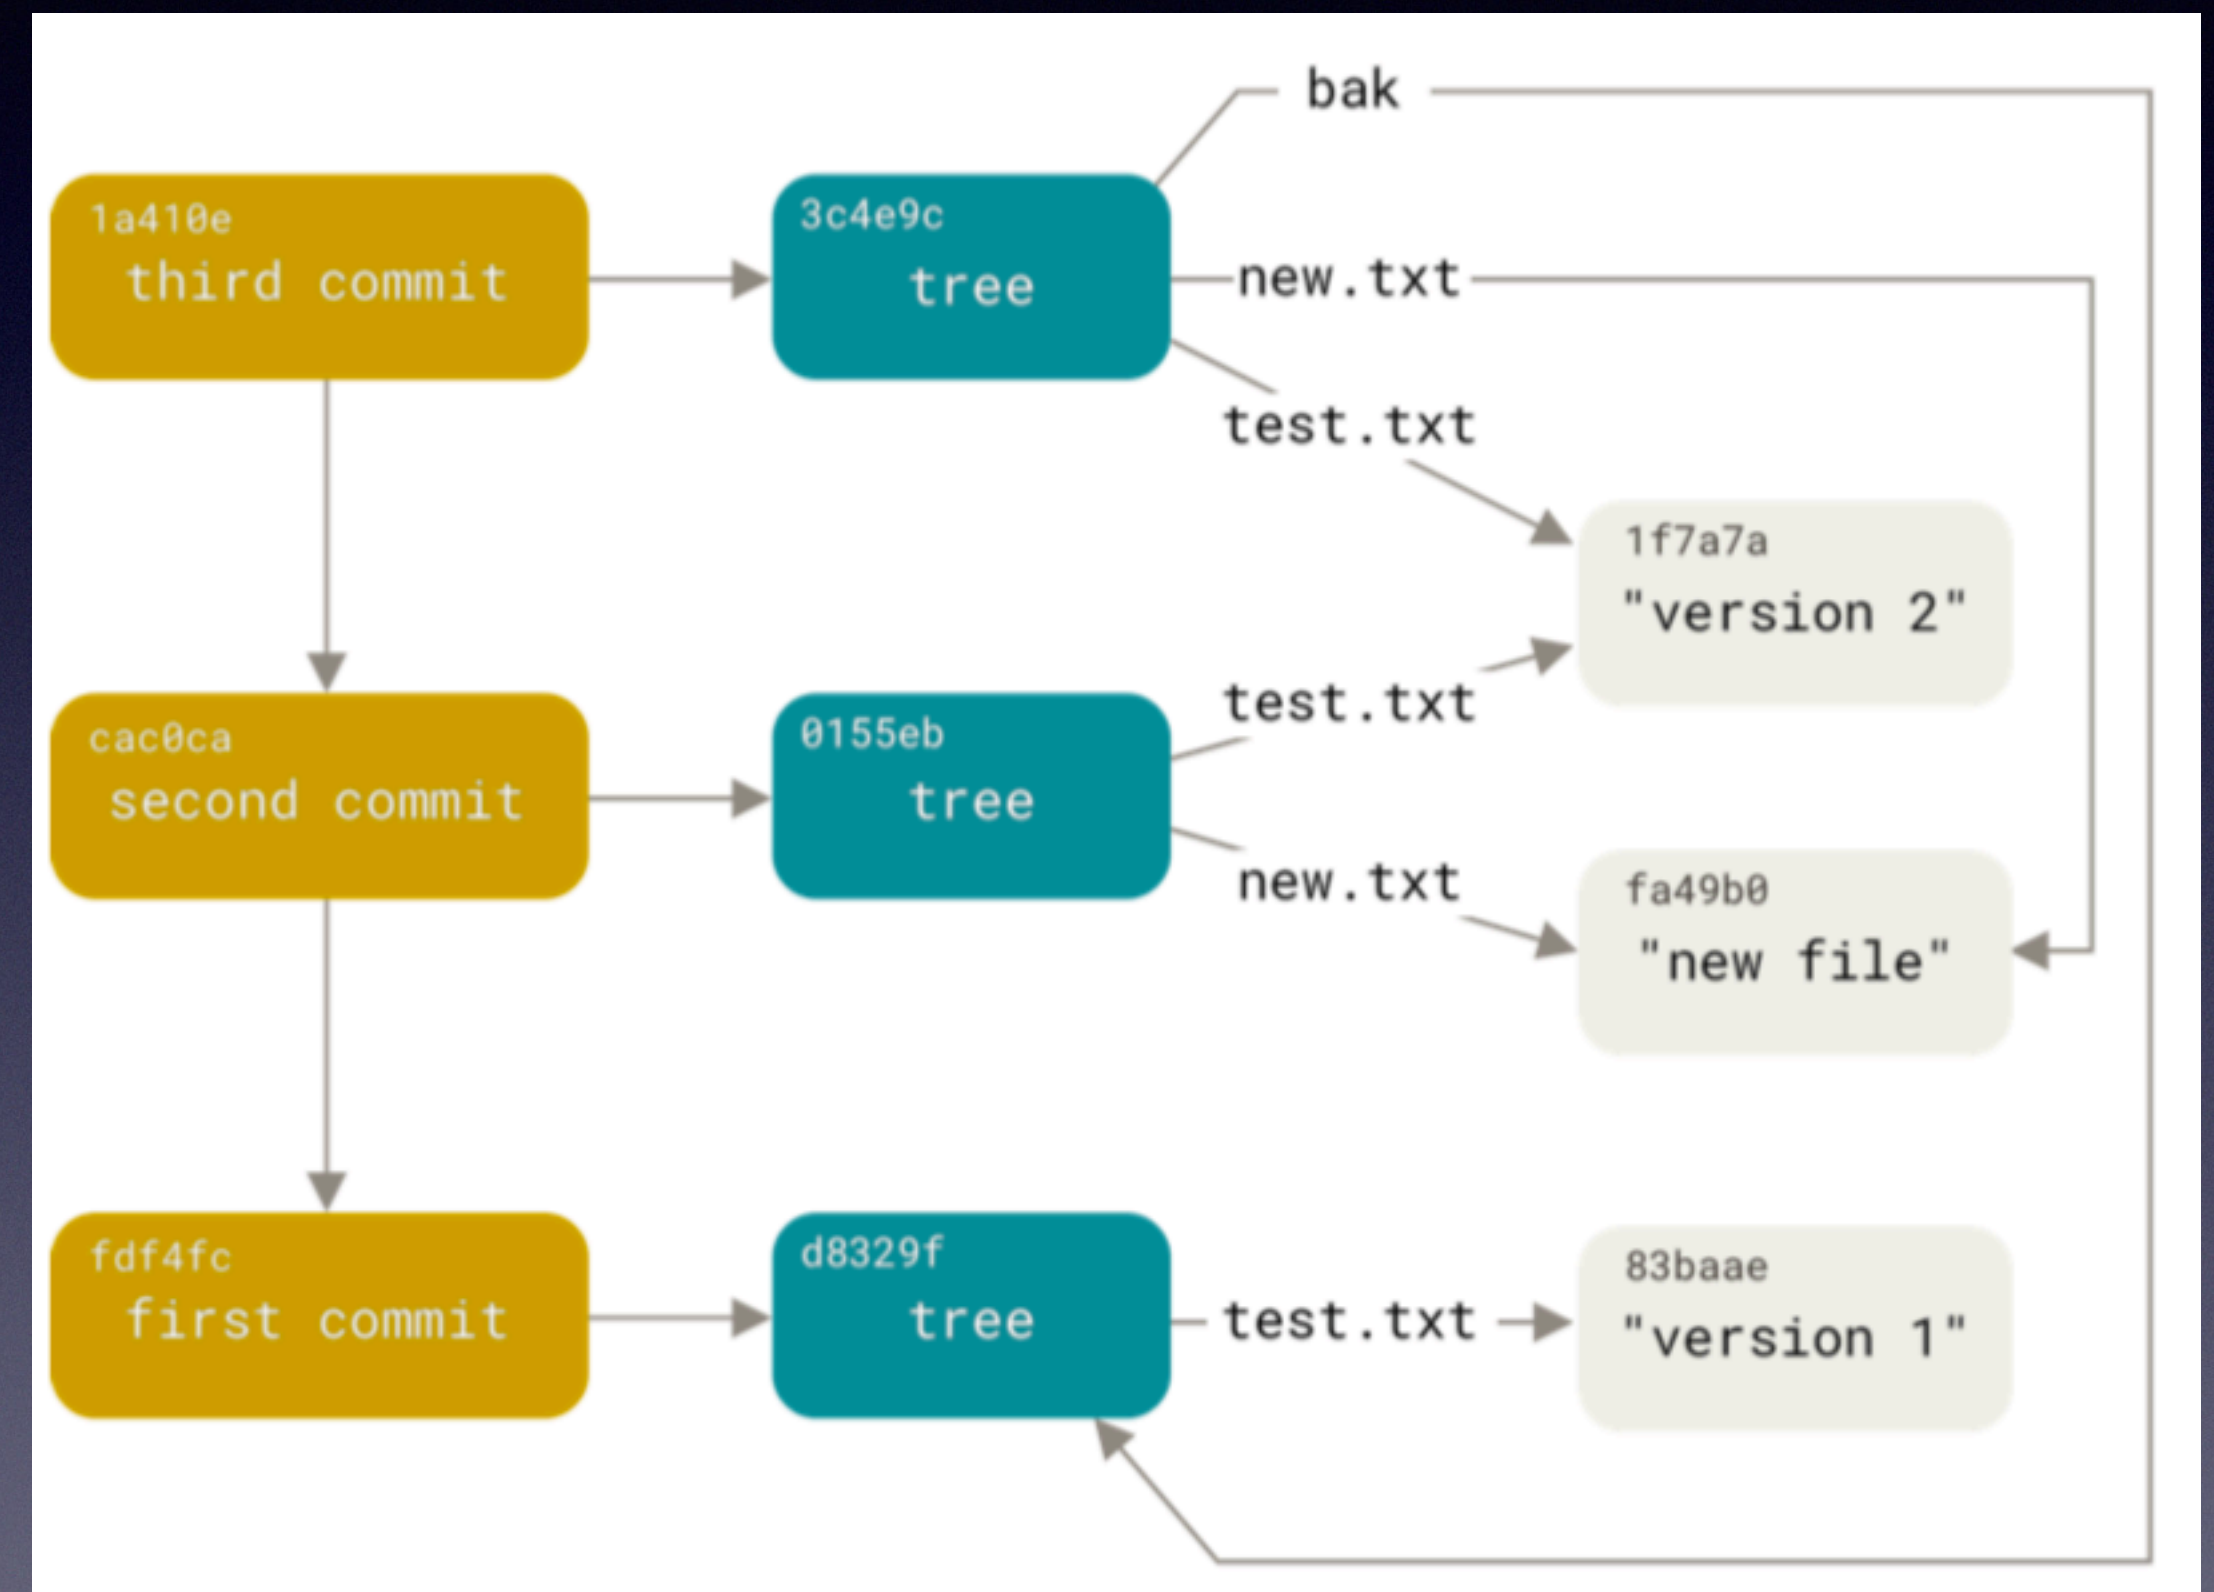 bak
1a410e
third commit
3c4e9c
tree
new.txt
test.txt
1f7a7a
"version 2"
cac0ca
second commit
0155eb
tree
test.txt
new.txt
fa49b0
"new file"
fdf4fc
first commit
d8329f
tree
test.txt
83baae
"version 1"